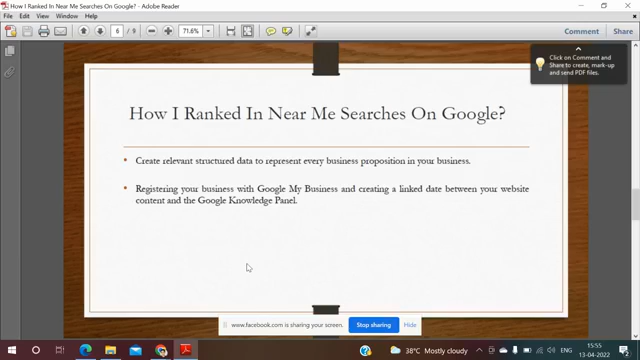 How I Ranked In Near Me Searches On Google? - Adobe Reader
File Edit View Window Help
6 / 9 71.6% Comment Share
Click on Comment and
Share to create, mark-up
and send PDF files.
How I Ranked In Near Me Searches On Google?
• Create relevant structured data to represent every business proposition in your business.
• Registering your business with Google My Business and creating a linked date between your website
content and the Google Knowledge Panel.
www.facebook.com is sharing your screen. Stop sharing Hide
38°C Mostly cloudy ENG 15:55
13-04-2022